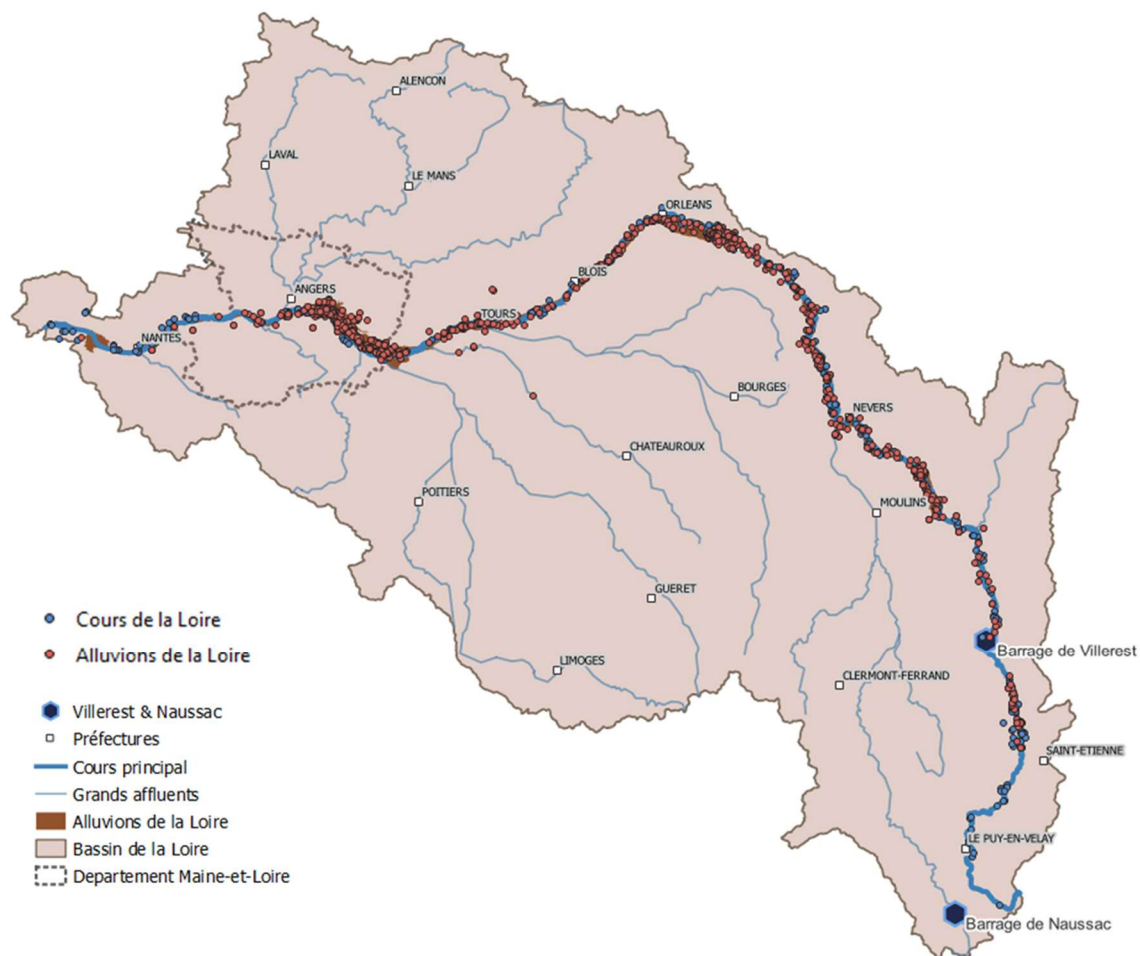 ALENCON
LAVAL
LE MANS
ORLEANS
BLOIS
ANGERS
TOURS
NANTES
BOURGES
NEVERS
CHATEAUROUX
POITIERS
MOULINS
GUERET
Cours de la Loire
Alluvions de la Loire
Barrage de Villerest
LIMOGES
CLERMONT-FERRAND
Villerest & Naussac
Préfectures
SAINT-ETIENNE
Cours principal
Grands affluents
Alluvions de la Loire
LE PUY-EN-VELAY
Bassin de la Loire
Departement Maine-et-Loire
Barrage de Naussac